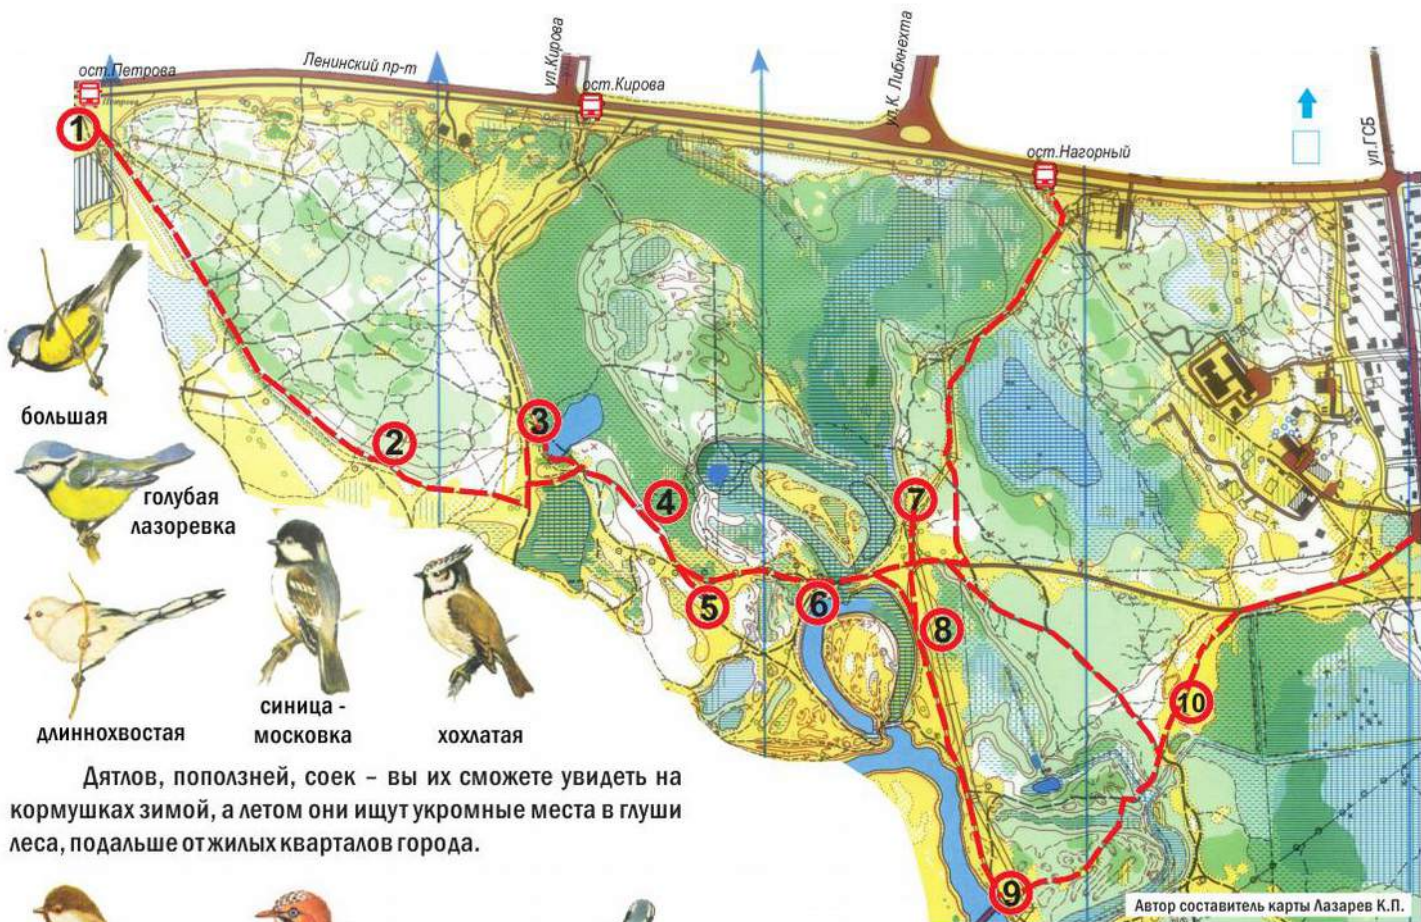 ост.Петрова
Ленинский пр-т
ул.Кирова
ост.Кирова
ул.К. Либкнехта
ост.Нагорный
ул.ГСБ
Петрова
1
2
3
4
5
6
7
8
9
10
большая
голубая
лазоревка
длиннохвостая
синица -
московка
хохлатая
Дятлов, поползней, соек – вы их сможете увидеть на
кормушках зимой, а летом они ищут укромные места в глуши
леса, подальше от жилых кварталов города.
Автор составитель карты Лазарев К.П.